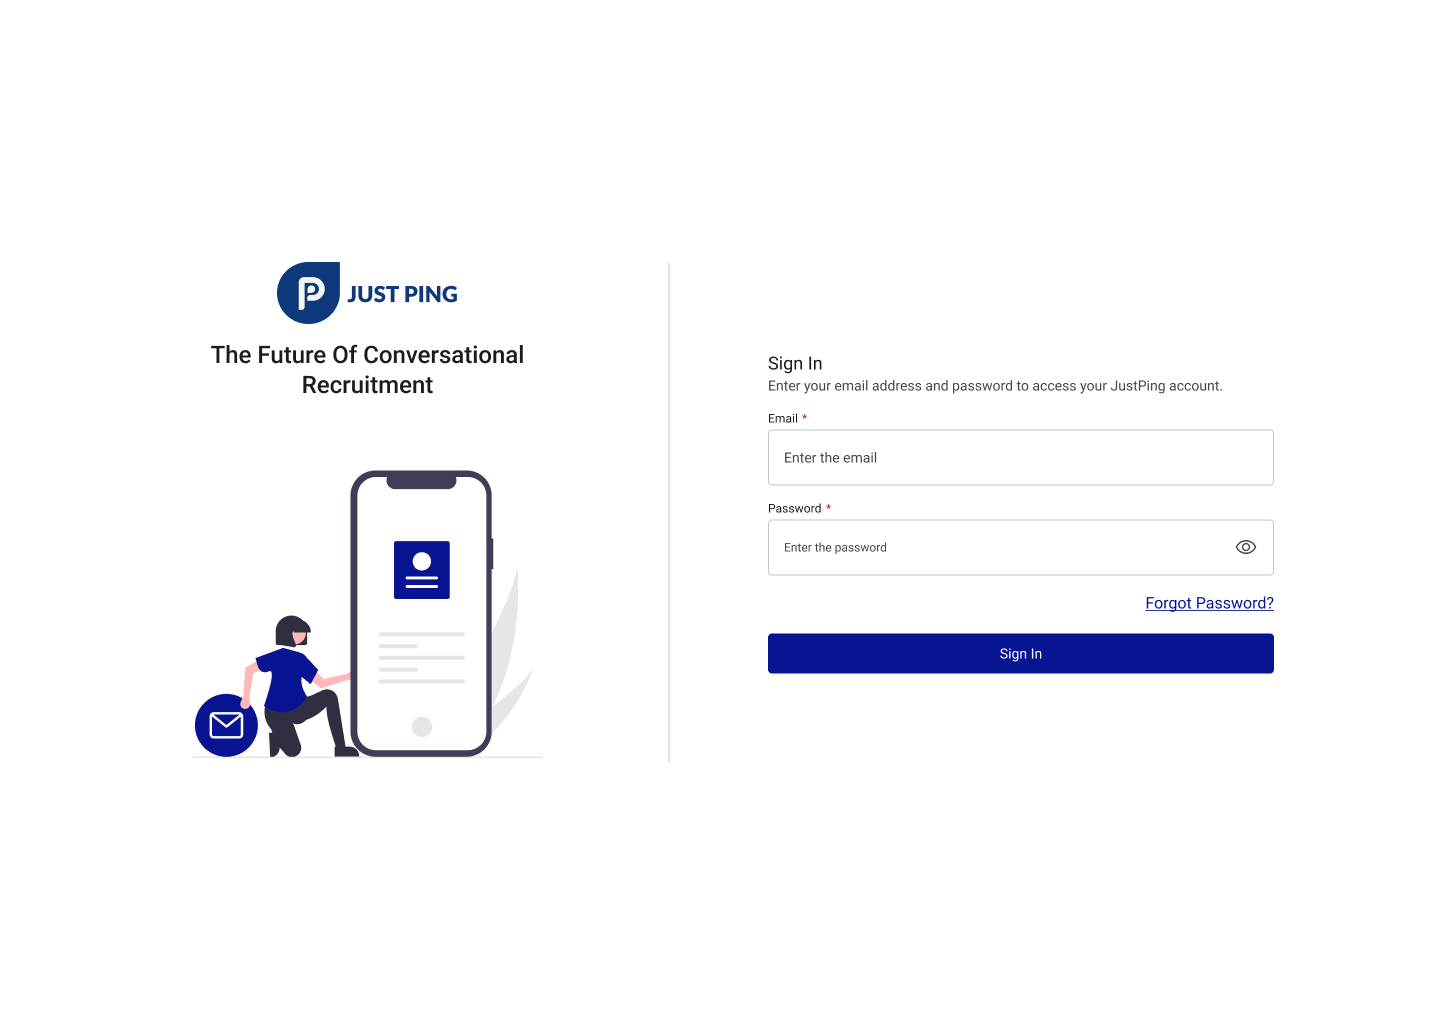 JUST PING
The Future Of Conversational
Recruitment
Sign In
Enter your email address and password to access your JustPing account.
Email *
Enter the email
Password *
Enter the password
Forgot Password?
Sign In